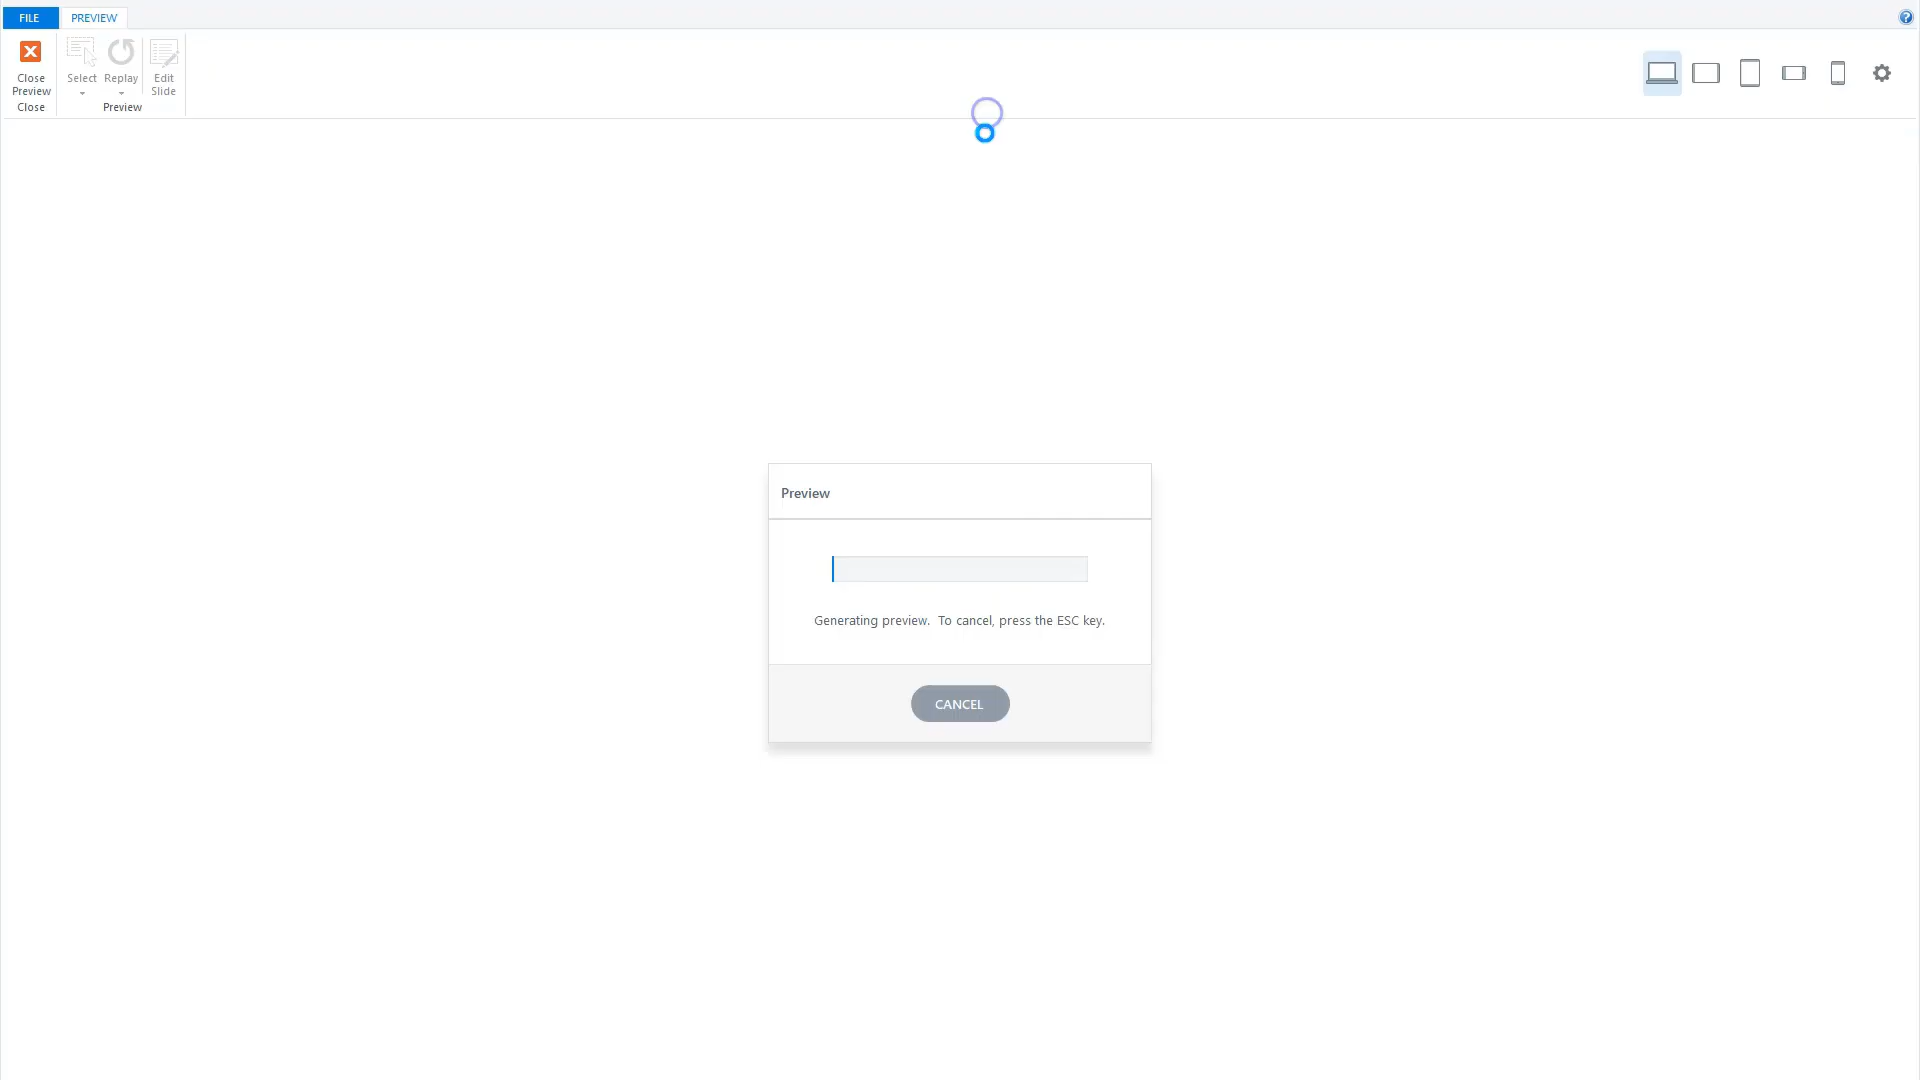 FILE
PREVIEW
Close
Preview
Select
Replay
Edit
Slide
Close
Preview
Preview
Generating preview.  To cancel, press the ESC key.
CANCEL